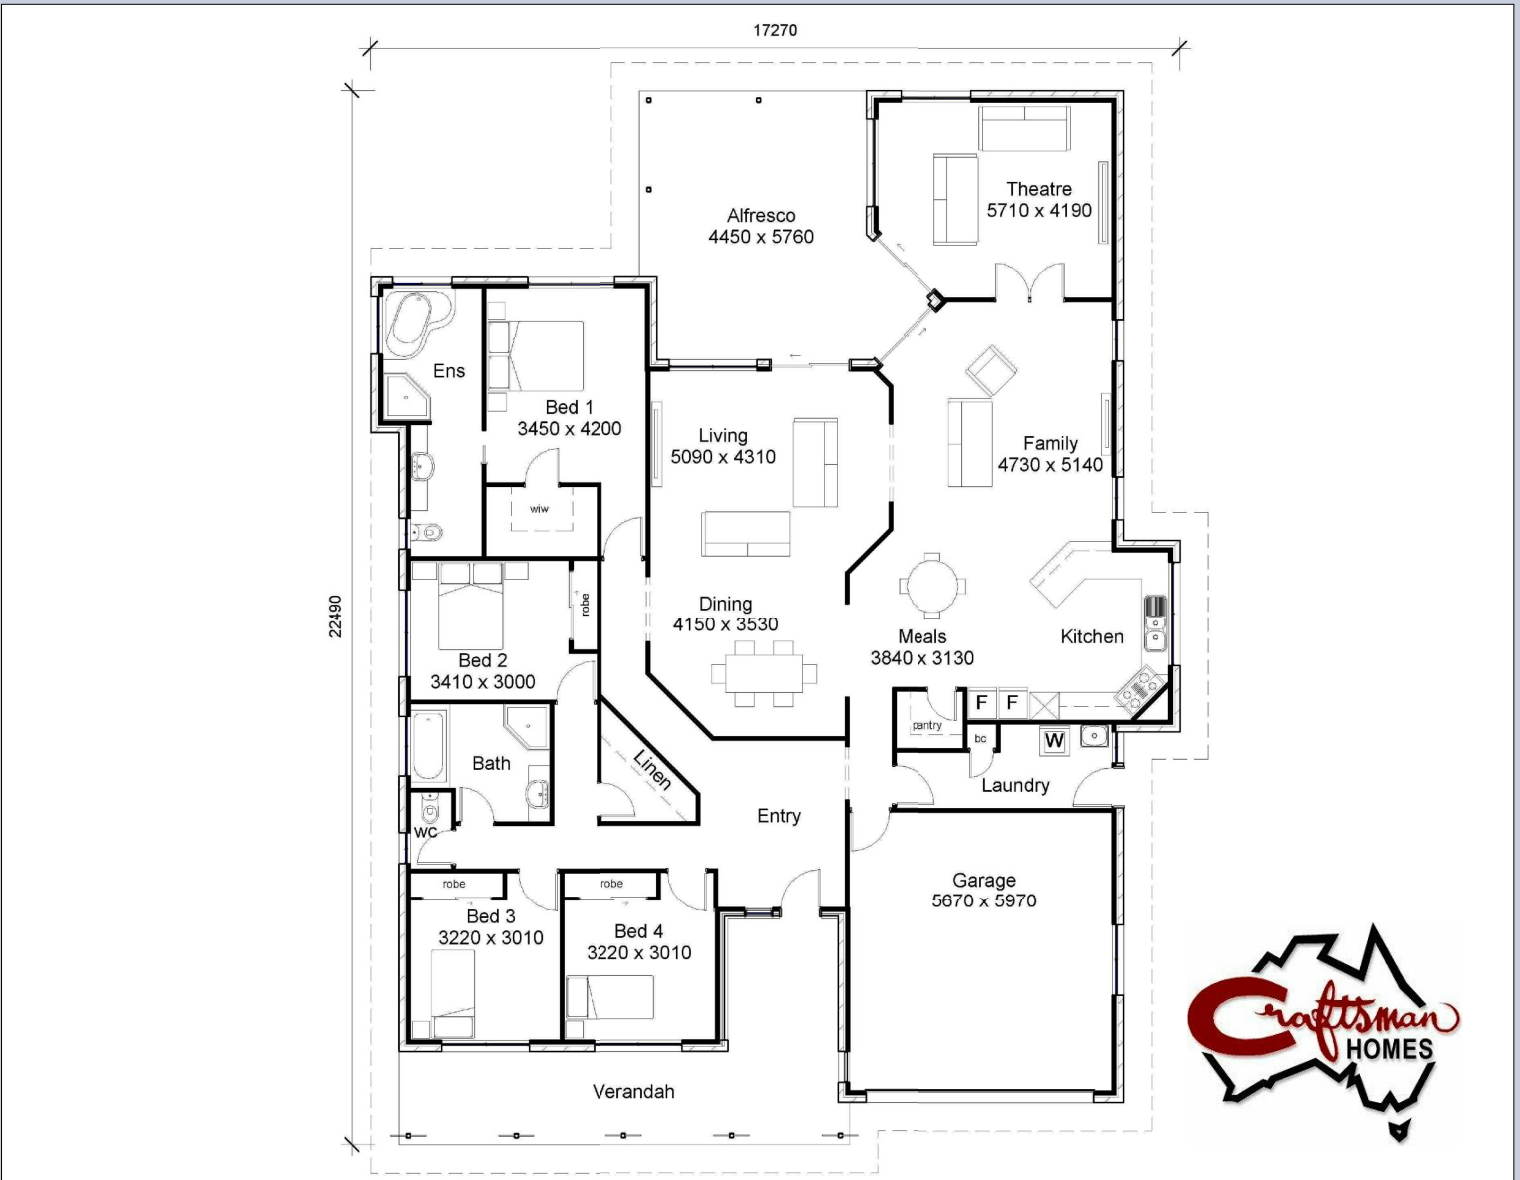 17270
22490
Theatre
5710 x 4190
Alfresco
4450 x 5760
Ens
Bed 1
3450 x 4200
Living
5090 x 4310
Family
4730 x 5140
wiw
robe
Dining
4150 x 3530
Meals
3840 x 3130
Kitchen
Bed 2
3410 x 3000
F F
pantry
bc
W
Bath
Linen
Laundry
Entry
WC
robe
robe
Garage
5670 x 5970
Bed 3
3220 x 3010
Bed 4
3220 x 3010
Verandah
Craftsman
HOMES